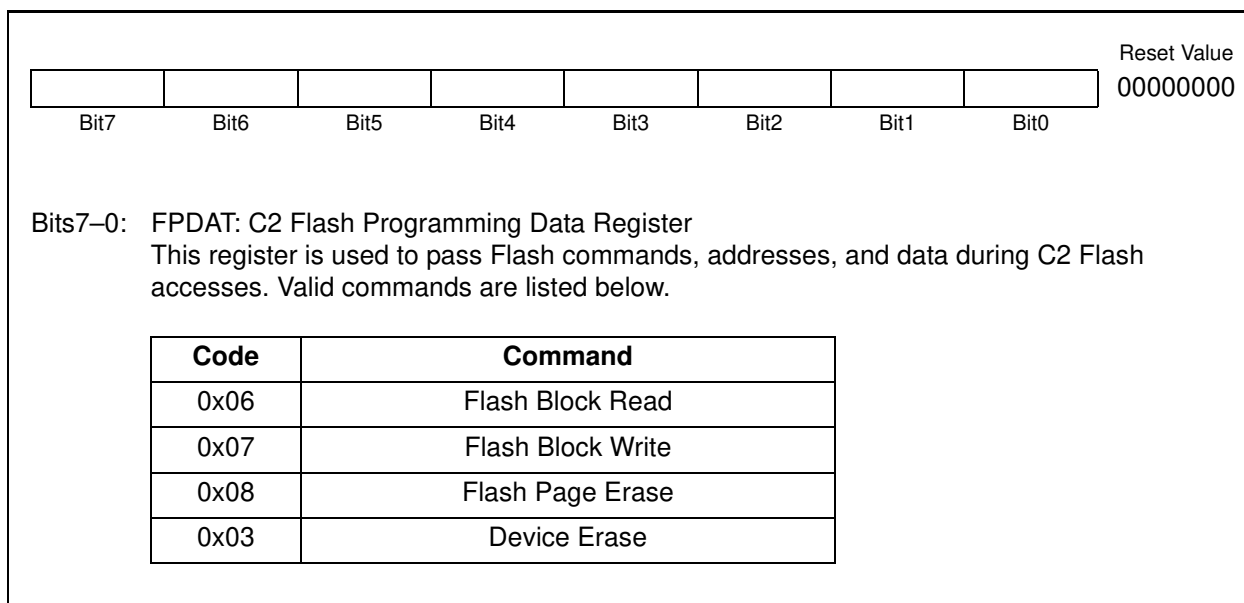 Reset Value
00000000
Bit7 Bit6 Bit5 Bit4 Bit3 Bit2 Bit1 Bit0
Bits7–0: FPDAT: C2 Flash Programming Data Register
This register is used to pass Flash commands, addresses, and data during C2 Flash
accesses. Valid commands are listed below.
Code Command
0x06 Flash Block Read
0x07 Flash Block Write
0x08 Flash Page Erase
0x03 Device Erase